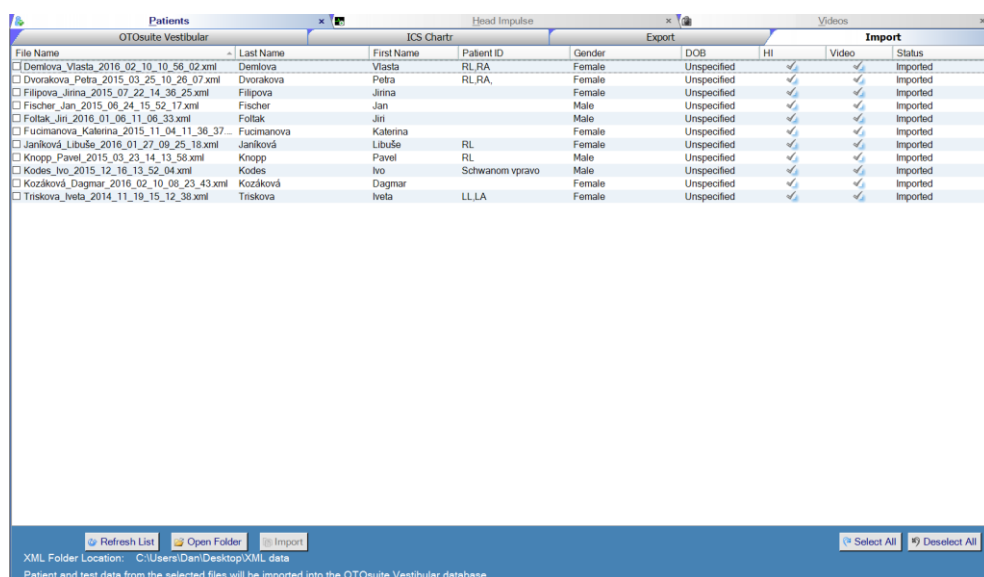 Patients × Head Impulse × Videos ×
OTOsuite Vestibular ICS Chartr Export Import
File Name Last Name First Name Patient ID Gender DOB HI Video Status
Demlova_Vlasta_2016_02_10_10_56_02.xml Demlova Vlasta RL,RA Female Unspecified Imported
Dvorakova_Petra_2015_03_25_10_26_07.xml Dvorakova Petra RL,RA, Female Unspecified Imported
Filipova_Jirina_2015_07_22_14_36_25.xml Filipova Jirina Female Unspecified Imported
Fischer_Jan_2015_06_24_15_52_17.xml Fischer Jan Male Unspecified Imported
Foltak_Jiri_2016_01_06_11_06_33.xml Foltak Jiri Male Unspecified Imported
Fucimanova_Katerina_2015_11_04_11_36_37... Fucimanova Katerina Female Unspecified Imported
Janíková_Libuše_2016_01_27_09_25_18.xml Janíková Libuše RL Female Unspecified Imported
Knopp_Pavel_2015_03_23_14_13_58.xml Knopp Pavel RL Male Unspecified Imported
Kodes_Ivo_2015_12_16_13_52_04.xml Kodes Ivo Schwanom vpravo Male Unspecified Imported
Kozáková_Dagmar_2016_02_10_08_23_43.xml Kozáková Dagmar Female Unspecified Imported
Triskova_Iveta_2014_11_19_15_12_38.xml Triskova Iveta LL,LA Female Unspecified Imported
Refresh List Open Folder Import Select All Deselect All
XML Folder Location: C:\Users\Dan\Desktop\XML data
Patient and test data from the selected files will be imported into the OTOsuite Vestibular database.